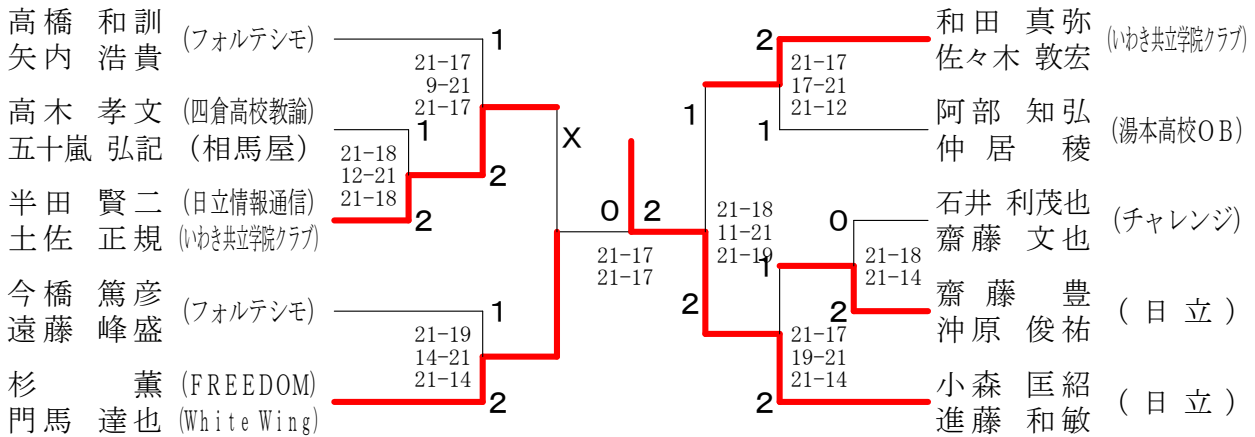 高橋 和訓
矢内 浩貴
(フォルテシモ)
1
21-17
9-21
21-17
高木 孝文 (四倉高校教諭)
五十嵐 弘記 (相馬屋)
1
21-18
12-21
21-18
2
半田 賢二 (日立情報通信)
土佐 正規 (いわき共立学院クラブ)
2
X
今橋 篤彦
遠藤 峰盛
(フォルテシモ)
1
21-19
14-21
21-14
杉 薫 (FREEDOM)
門馬 達也 (White Wing)
2
0 2
21-17
21-17
和田 真弥
佐々木 敦宏
(いわき共立学院クラブ)
2
21-17
17-21
21-12
1
阿部 知弘
仲居 稜
(湯本高校OB)
1
21-18
11-21
21-19
石井 利茂也
齋藤 文也
(チャレンジ)
0
21-18
21-14
1
齋藤 豊
沖原 俊祐
(日立)
2
2
21-17
19-21
21-14
小森 匡紹
進藤 和敏
(日立)
2